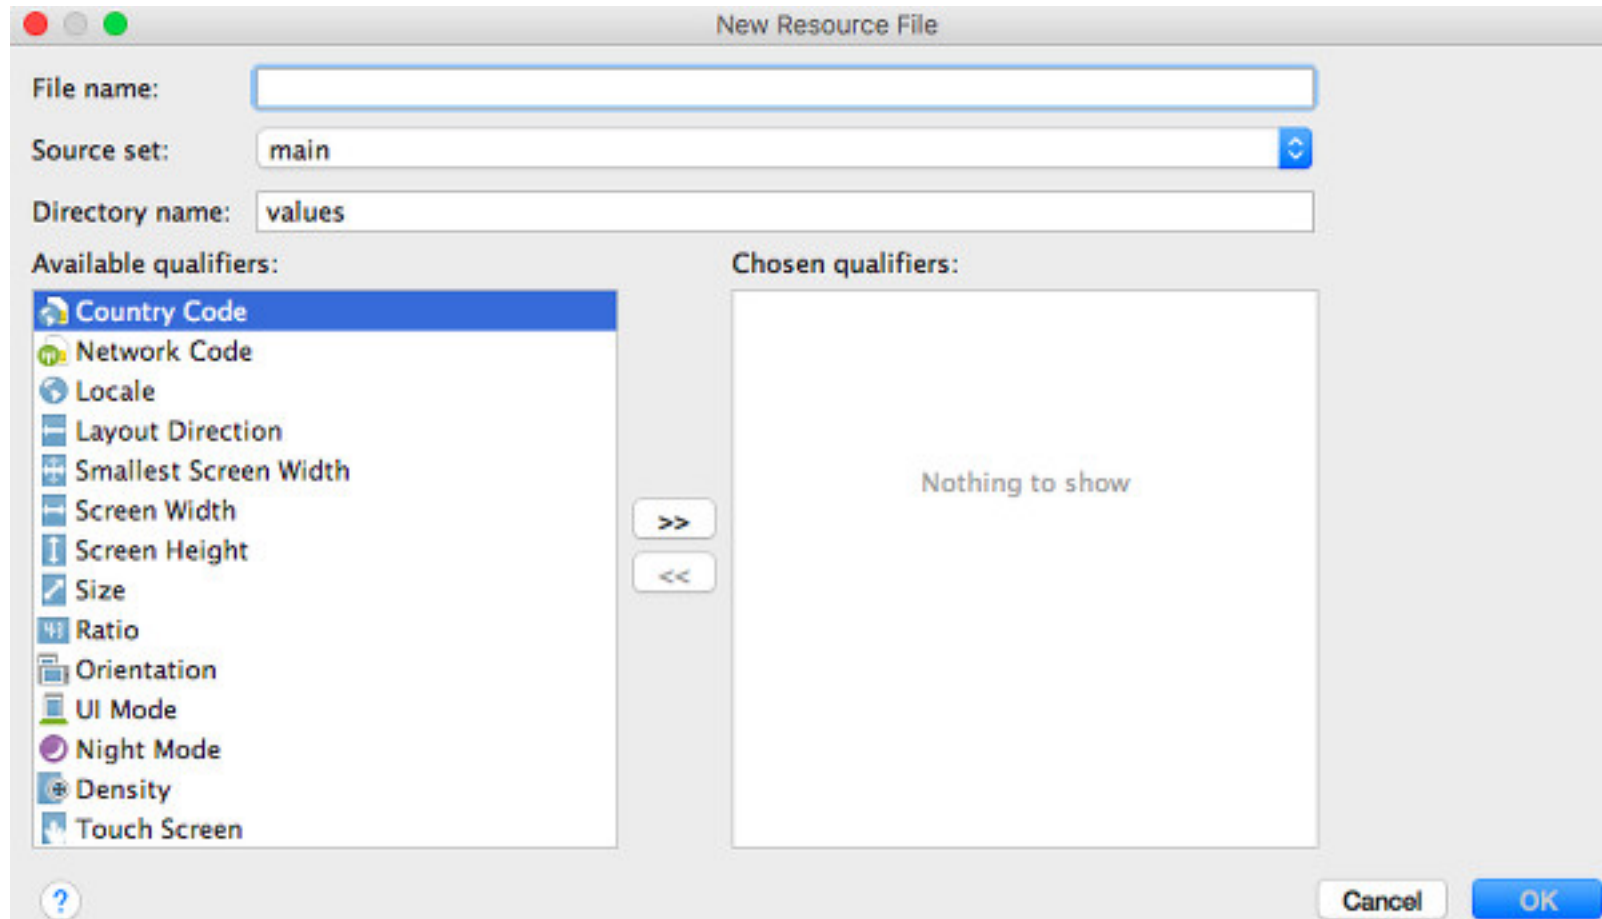 New Resource File
File name:
Source set: main
Directory name: values
Available qualifiers:
Chosen qualifiers:
Country Code
Network Code
Locale
Layout Direction
Smallest Screen Width
Screen Width
Screen Height
Size
Ratio
Orientation
UI Mode
Night Mode
Density
Touch Screen
>>
<<
Nothing to show
?
Cancel
OK